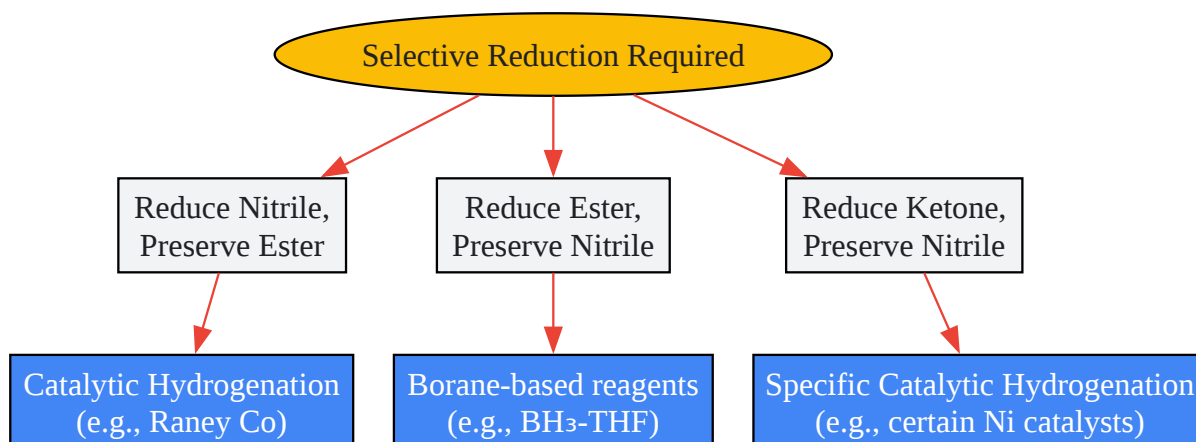 Selective Reduction Required
Reduce Nitrile,
Preserve Ester
Reduce Ester,
Preserve Nitrile
Reduce Ketone,
Preserve Nitrile
Catalytic Hydrogenation
(e.g., Raney Co)
Borane-based reagents
(e.g., BH₃-THF)
Specific Catalytic Hydrogenation
(e.g., certain Ni catalysts)